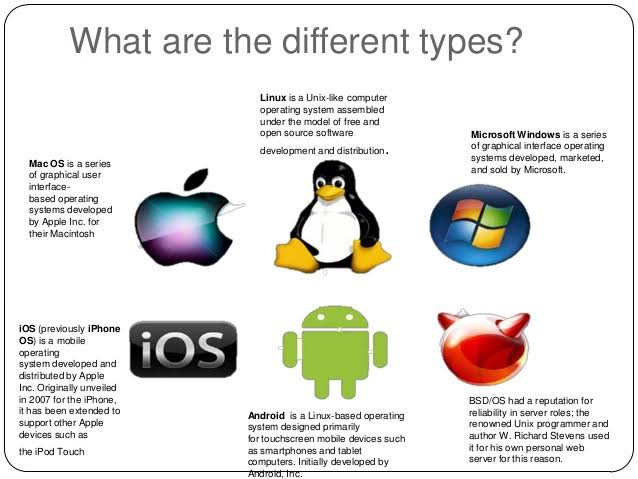 What are the different types?
Linux is a Unix-like computer
operating system assembled
under the model of free and
open source software
development and distribution.
Microsoft Windows is a series
of graphical interface operating
systems developed, marketed,
and sold by Microsoft.
Mac OS is a series
of graphical user
interface-
based operating
systems developed
by Apple Inc. for
their Macintosh
iOS (previously iPhone
OS) is a mobile
operating
system developed and
distributed by Apple
Inc. Originally unveiled
in 2007 for the iPhone,
it has been extended to
support other Apple
devices such as
the iPod Touch
iOS
Android is a Linux-based operating
system designed primarily
for touchscreen mobile devices such
as smartphones and tablet
computers. Initially developed by
Android, Inc.
BSD/OS had a reputation for
reliability in server roles; the
renowned Unix programmer and
author W. Richard Stevens used
it for his own personal web
server for this reason.